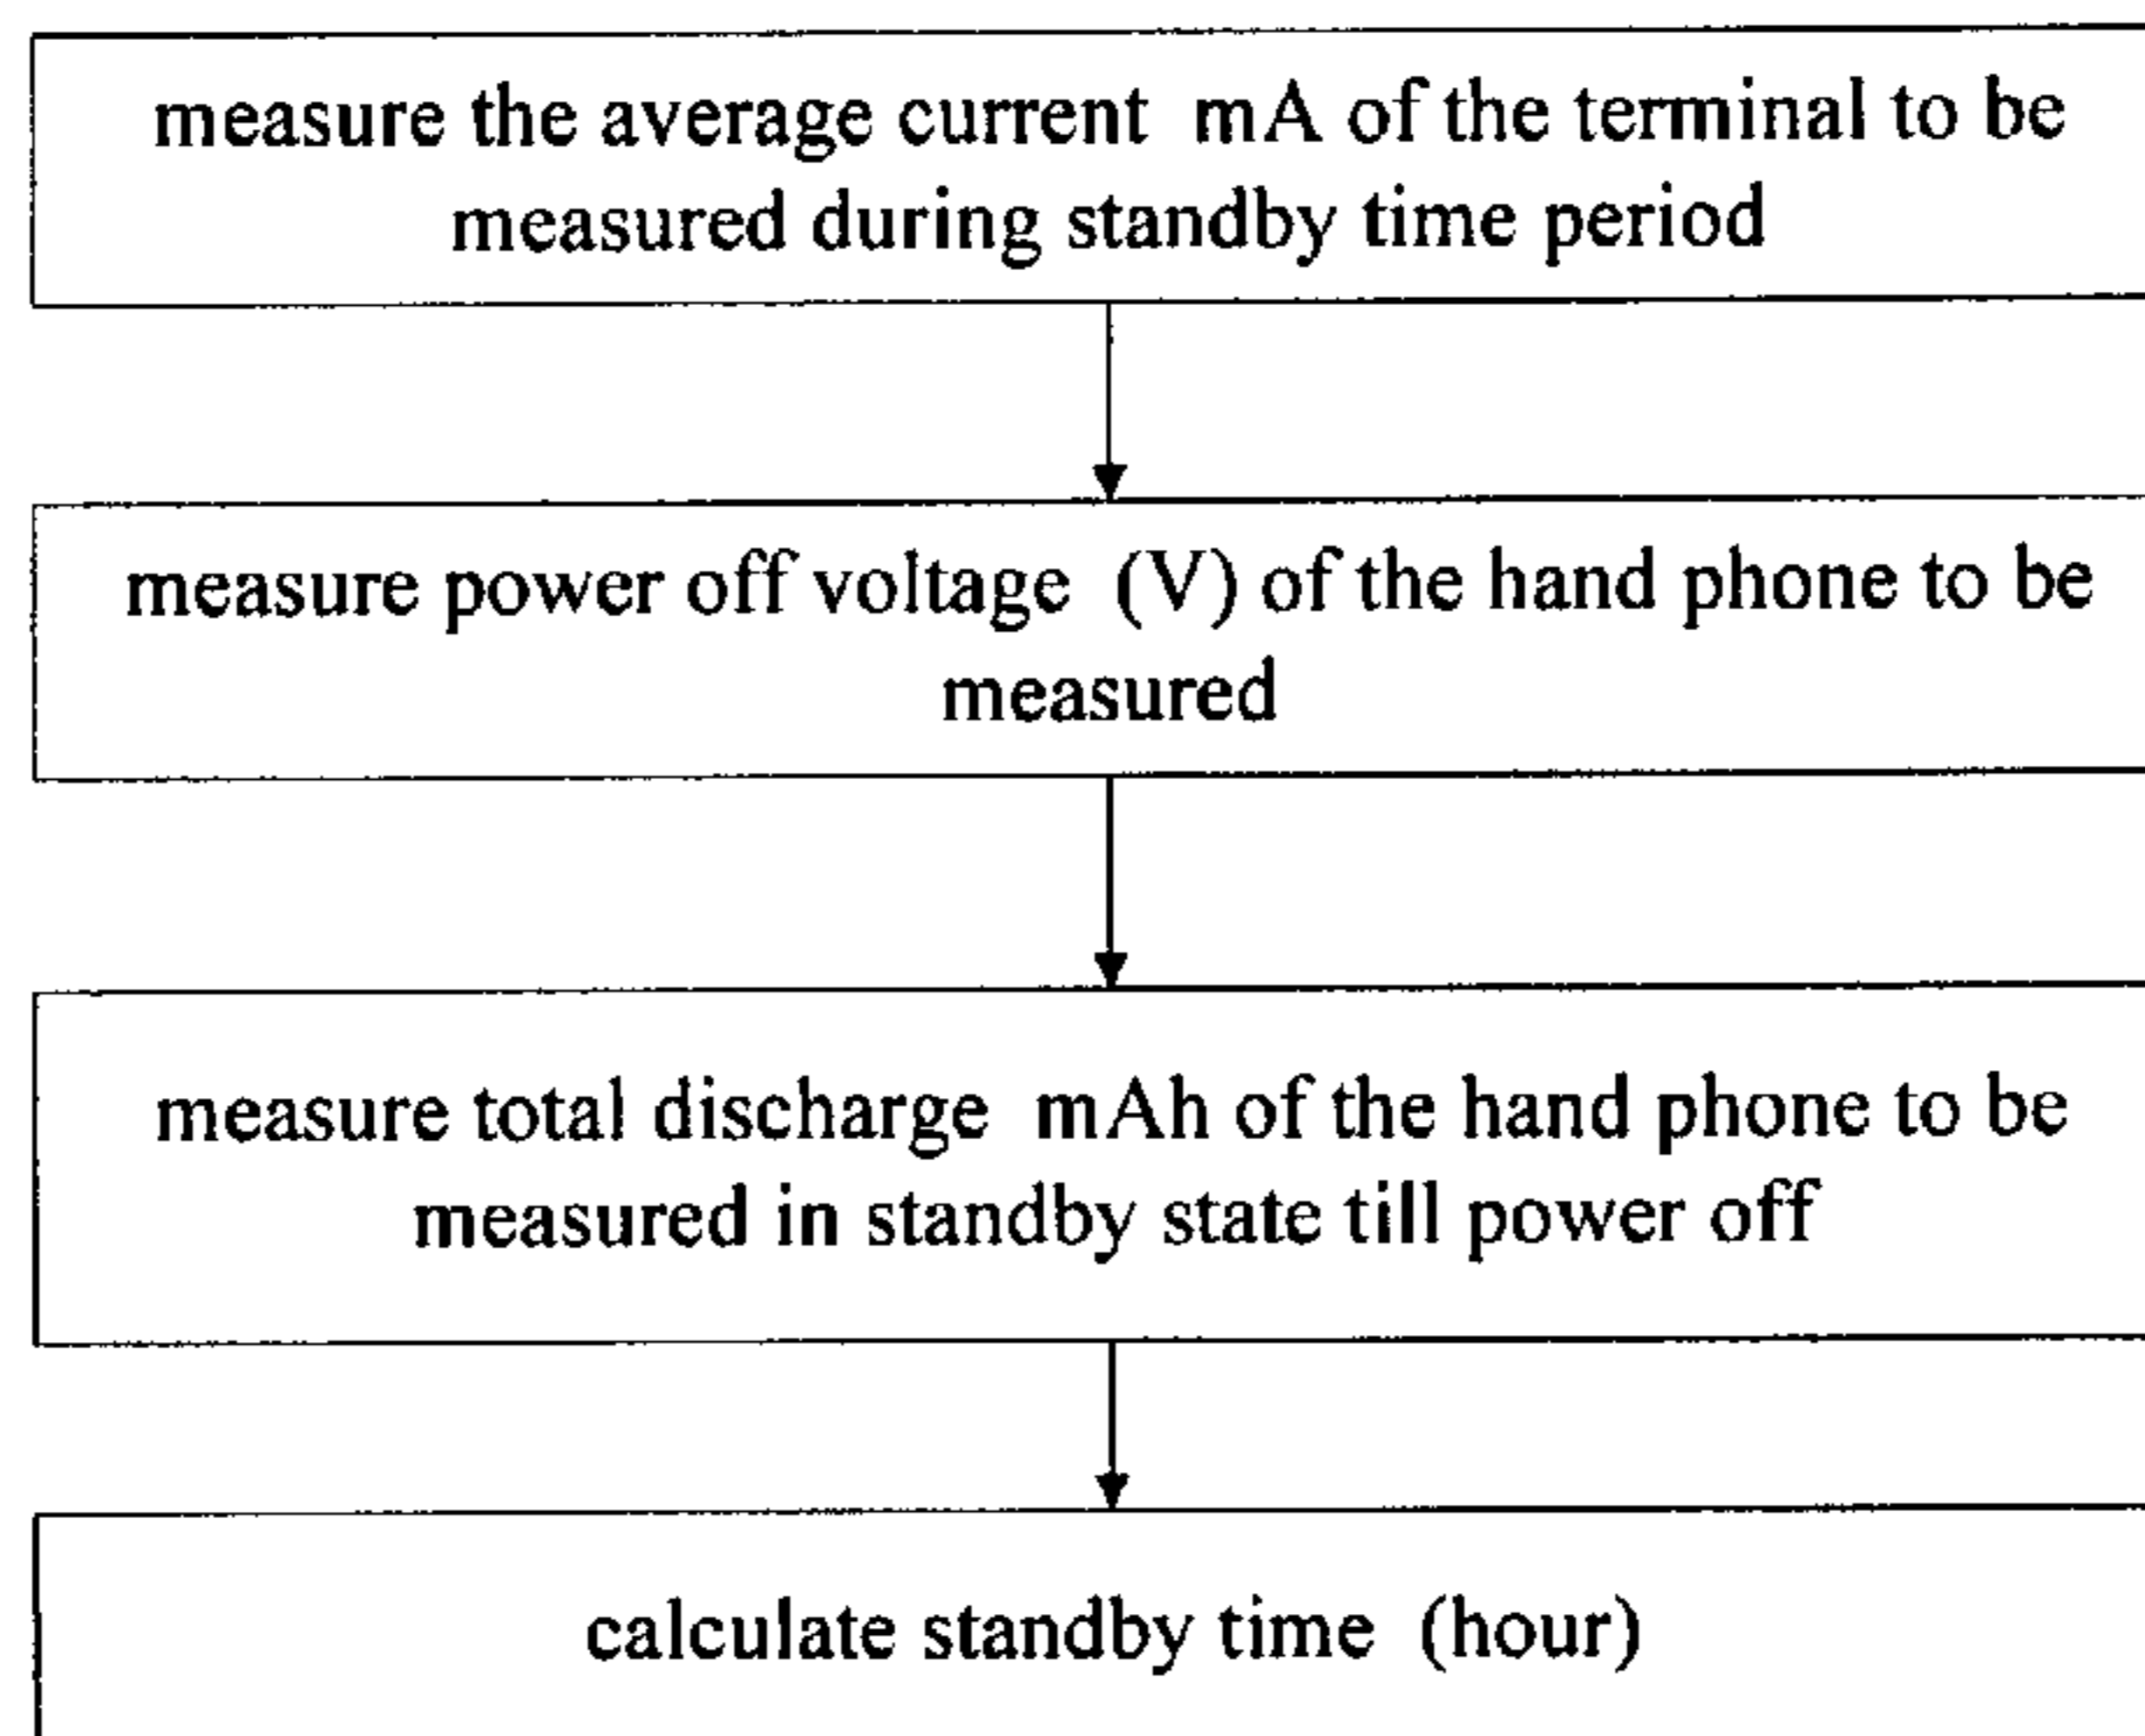 measure the average current mA of the terminal to be
measured during standby time period
measure power off voltage (V) of the hand phone to be
measured
measure total discharge mAh of the hand phone to be
measured in standby state till power off
calculate standby time (hour)